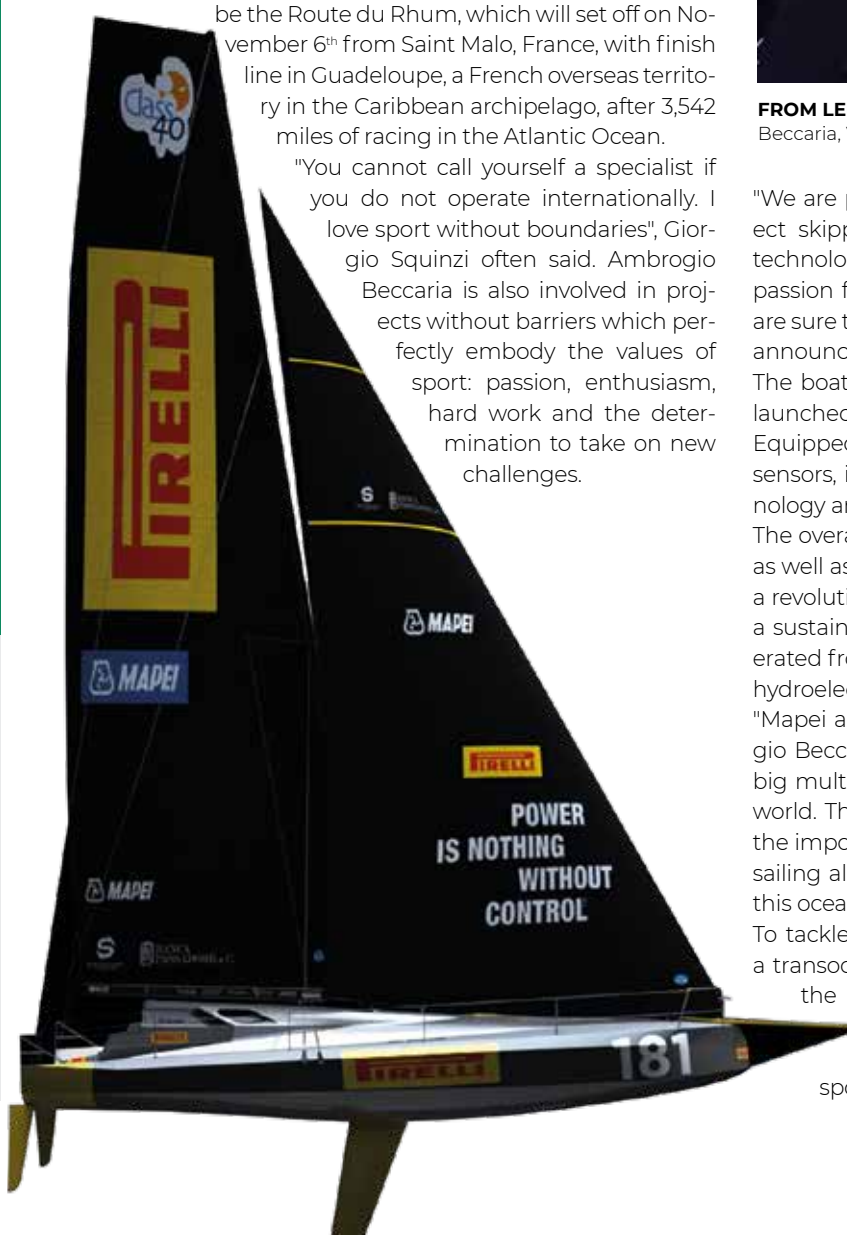 be the Route du Rhum, which will set off on No-
vember 6th from Saint Malo, France, with finish
line in Guadeloupe, a French overseas territo-
ry in the Caribbean archipelago, after 3,542
miles of racing in the Atlantic Ocean.
"You cannot call yourself a specialist if
you do not operate internationally. I
love sport without boundaries", Gior-
gio Squinzi often said. Ambrogio
Beccaria is also involved in proj-
ects without barriers which per-
fectly embody the values of
sport: passion, enthusiasm,
hard work and the deter-
mination to take on new
challenges.
Class
40
PIRELLI
MAPEI
MAPEI
S
BANCA
PASSADORE & C.
S
MAPEI
PIRELLI
POWER
IS NOTHING
WITHOUT
CONTROL
PIRELLI
PIRELLI
181
FROM LE
Beccaria,
"We are
ect skipp
technolo
passion f
are sure t
announc
The boat
launched
Equipped
sensors, i
nology ar
The overa
as well as
a revoluti
a sustain
erated fro
hydroelec
"Mapei a
gio Becc
big mult
world. Th
the impo
sailing al
this ocea
To tackle
a transoc
the
spo